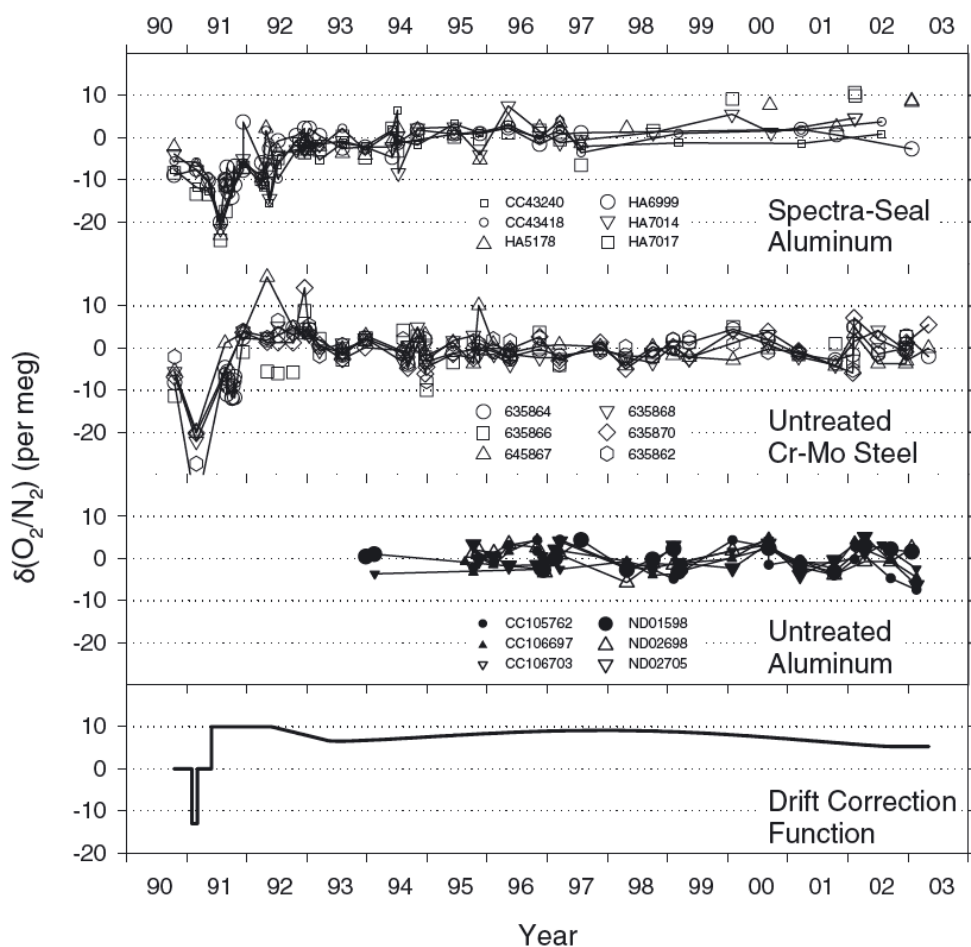 90 91 92 93 94 95 96 97 98 99 00 01 02 03
δ(O₂/N₂) (per meg)
10
0
-10
-20
CC43240 HA6999
CC43418 HA7014
HA5178 HA7017
Spectra-Seal
Aluminum
10
0
-10
-20
635864 635868
635866 635870
645867 635862
Untreated
Cr-Mo Steel
10
0
-10
-20
CC105762 ND01598
CC106697 ND02698
CC106703 ND02705
Untreated
Aluminum
10
0
-10
-20
Drift Correction
Function
90 91 92 93 94 95 96 97 98 99 00 01 02 03
Year